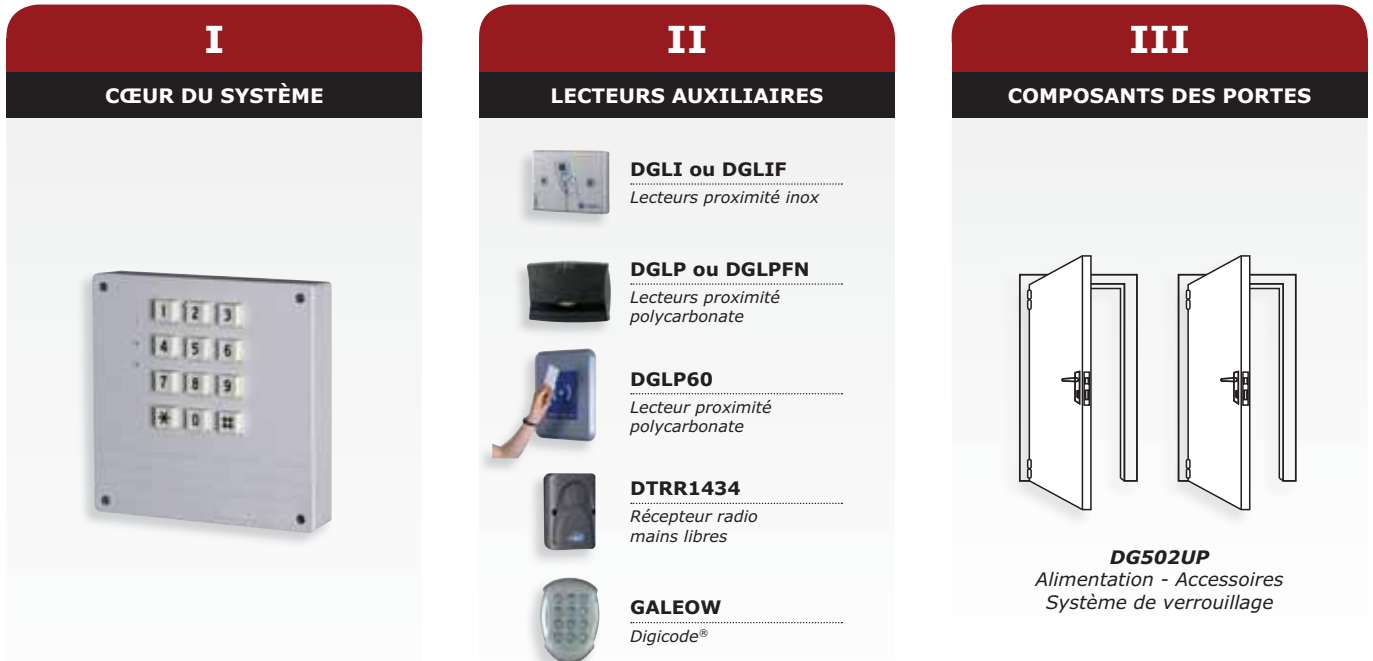 I
CŒUR DU SYSTÈME
1 2 3
4 5 6
7 8 9
* 0 #
II
LECTEURS AUXILIAIRES
DGLI ou DGLIF
Lecteurs proximité inox
DGLP ou DGLPFN
Lecteurs proximité
polycarbonate
DGLP60
Lecteur proximité
polycarbonate
DTRR1434
Récepteur radio
mains libres
GALEOW
Digicode®
III
COMPOSANTS DES PORTES
DG502UP
Alimentation - Accessoires
Système de verrouillage